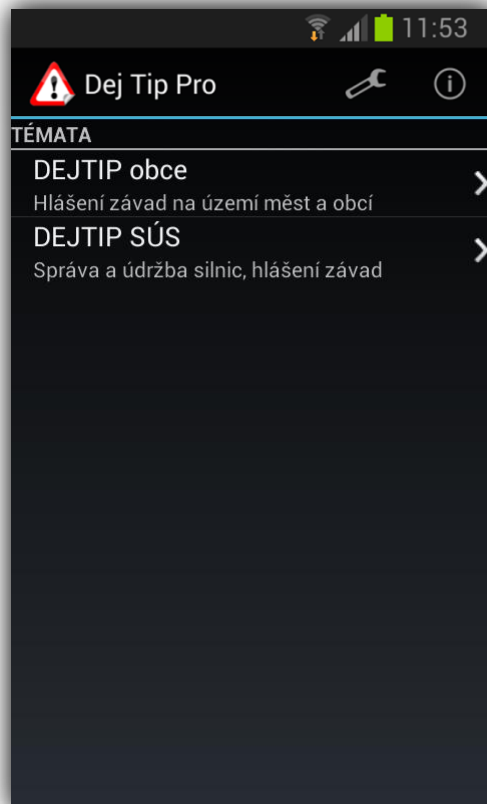 11:53
Dej Tip Pro
TÉMATA
DEJTIP obce
Hlášení závad na území měst a obcí
DEJTIP SÚS
Správa a údržba silnic, hlášení závad